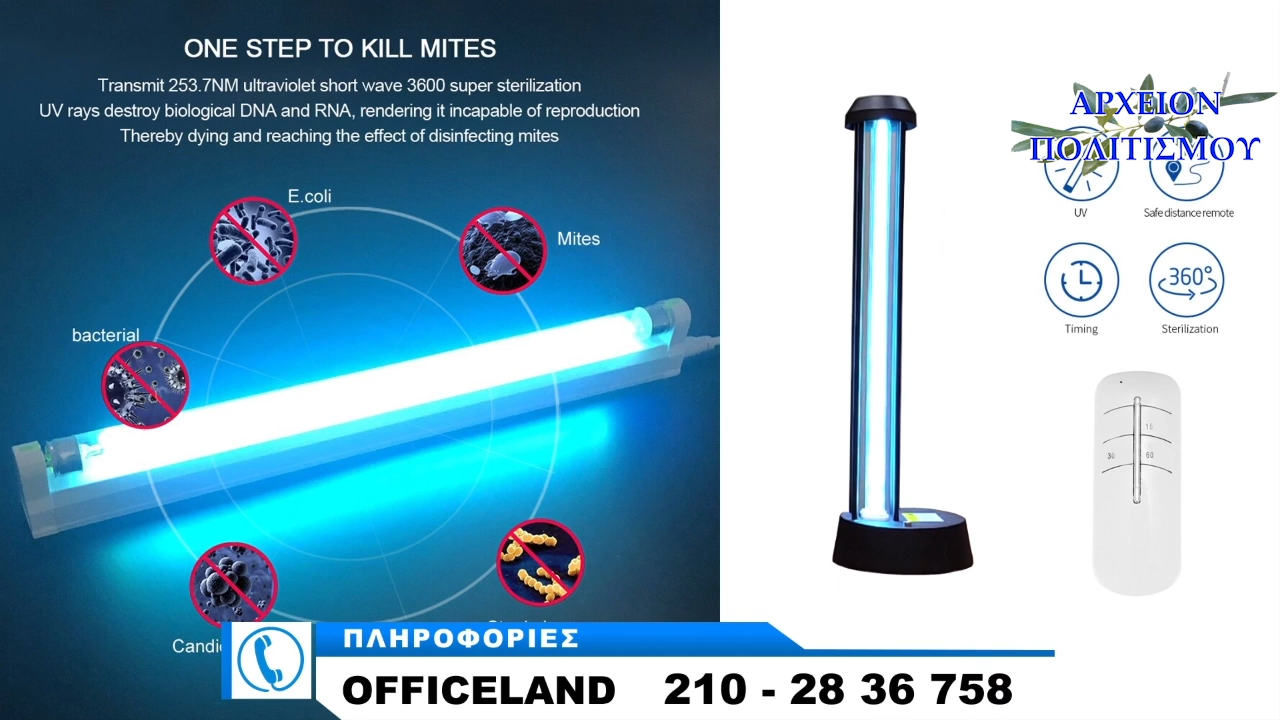 ONE STEP TO KILL MITES
Transmit 253.7NM ultraviolet short wave 3600 super sterilization
UV rays destroy biological DNA and RNA, rendering it incapable of reproduction
Thereby dying and reaching the effect of disinfecting mites
E.coli
Mites
bacterial
ΑΡΧΕΙΟΝ
ΠΟΛΙΤΙΣΜΟΥ
UV
Safe distance remote
360°
Timing
Sterilization
15
30
60
ΠΛΗΡΟΦΟΡΙΕΣ
OFFICELAND 210 - 28 36 758